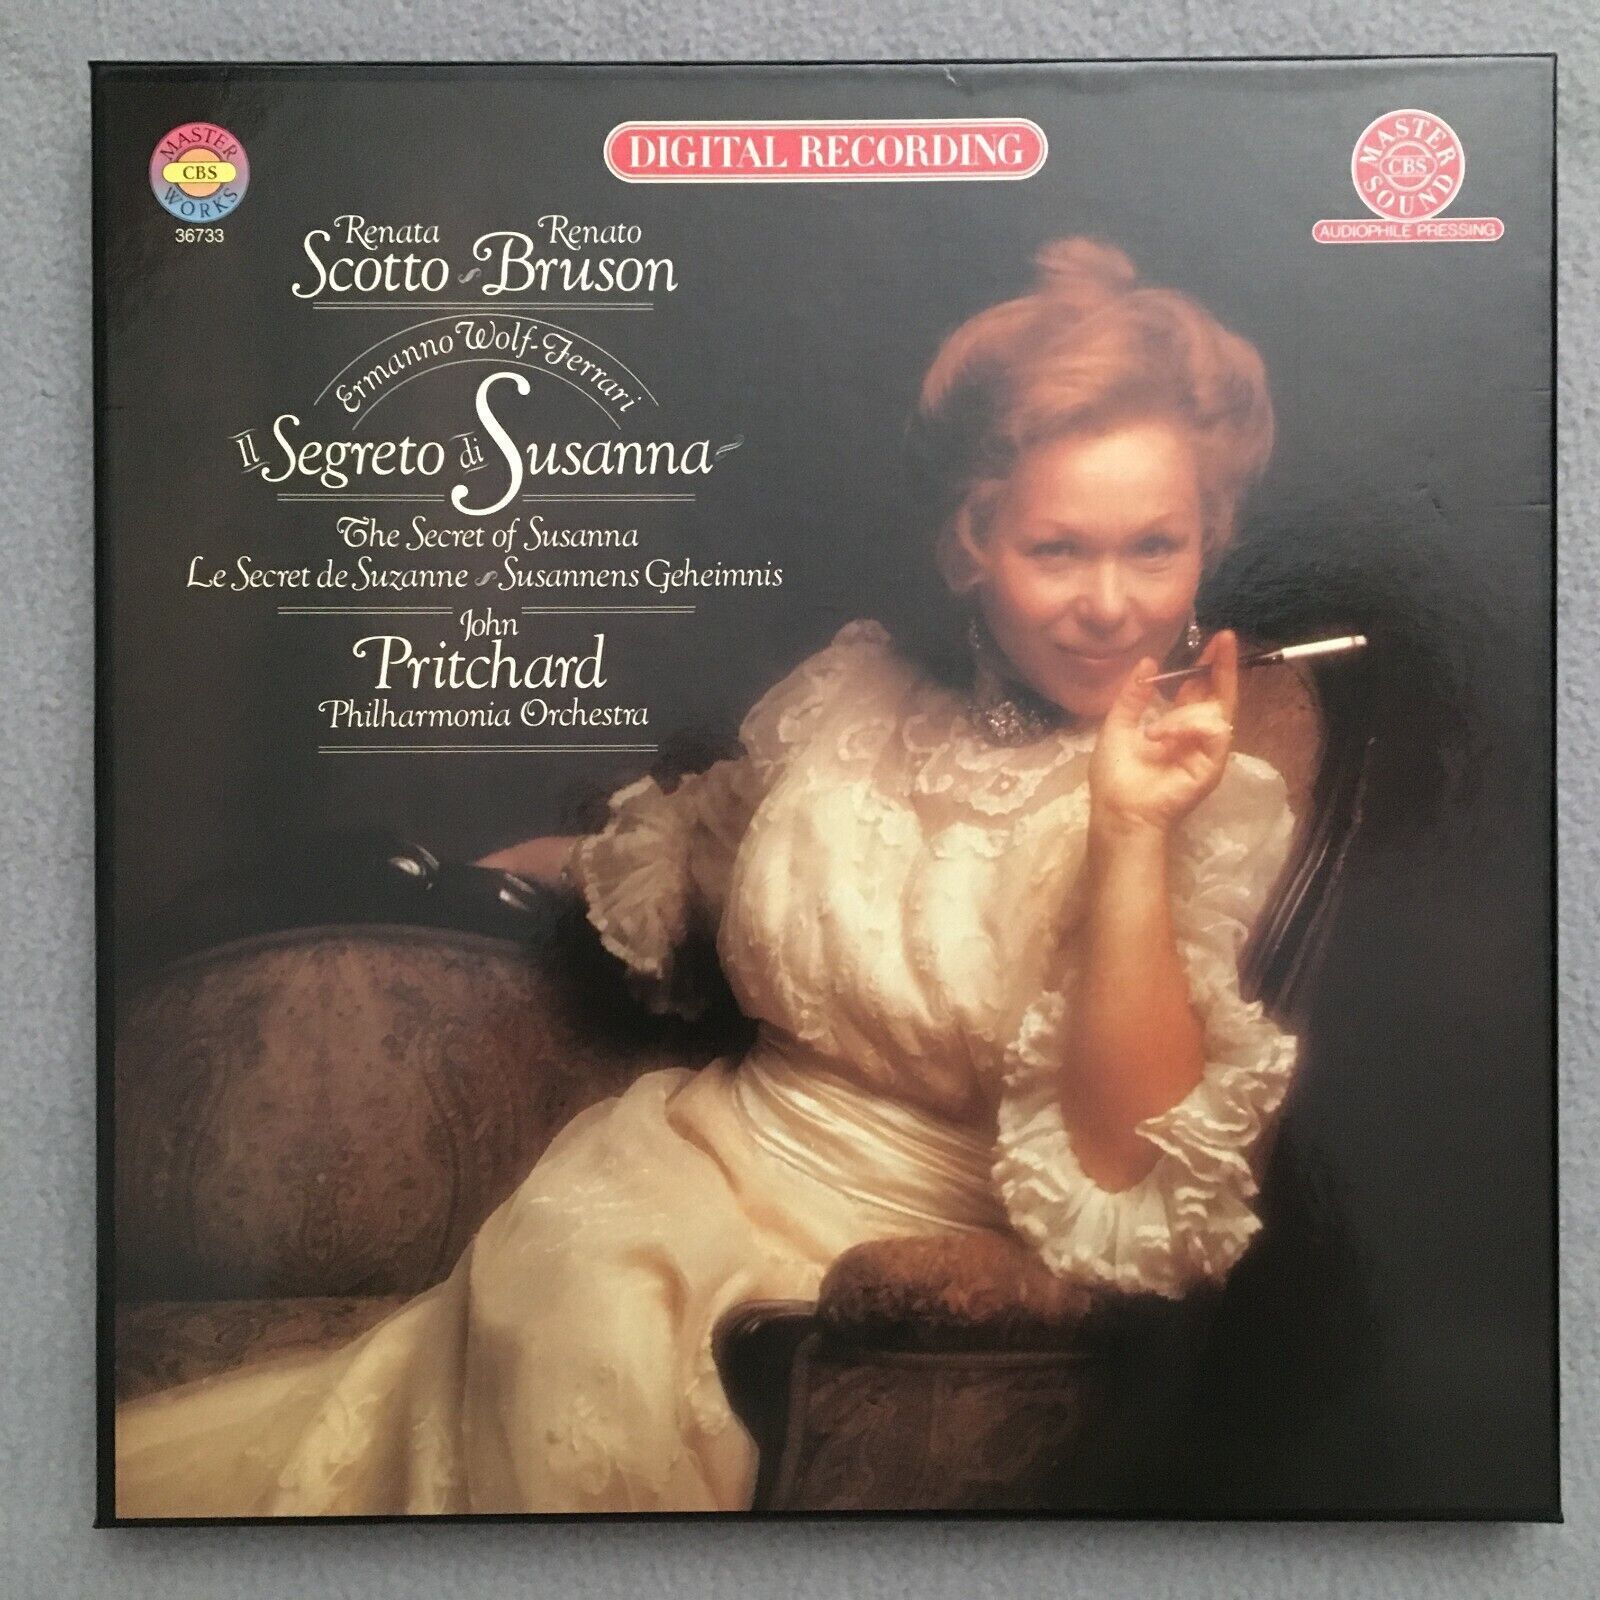 MASTER
CBS
WORKS
36733
DIGITAL RECORDING
MASTER
CBS
SOUND
AUDIOPHILE PRESSING
Renata Renato
Scotto Bruson
Ermanno Wolf-Ferrari
Il Segreto di Susanna
The Secret of Susanna
Le Secret de Suzanne Susannens Geheimnis
John
Pritchard
Philharmonia Orchestra